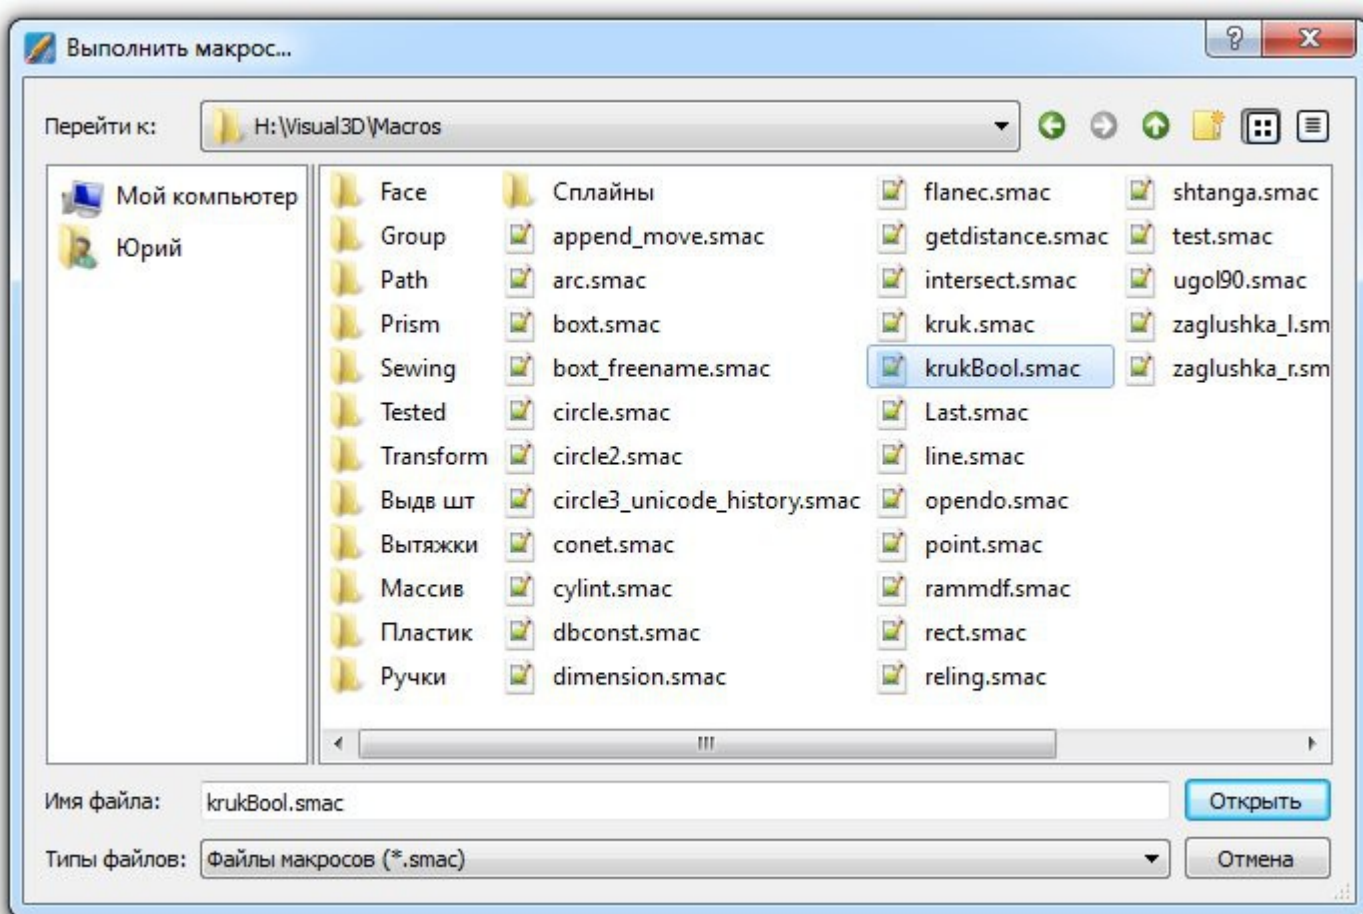 Выполнить макрос...
Перейти к: H:\Visual3D\Macros
Мой компьютер
Юрий
Face
Group
Path
Prism
Sewing
Tested
Transform
Выдв шт
Вытяжки
Массив
Пластик
Ручки
Сплайны
append_move.smac
arc.smac
boxt.smac
boxt_freename.smac
circle.smac
circle2.smac
circle3_unicode_history.smac
conet.smac
cylint.smac
dbconst.smac
dimension.smac
flanec.smac
getdistance.smac
intersect.smac
kruk.smac
krukBool.smac
Last.smac
line.smac
opendo.smac
point.smac
rammdf.smac
rect.smac
reling.smac
shtanga.smac
test.smac
ugol90.smac
zaglushka_l.sm
zaglushka_r.sm
Имя файла: krukBool.smac Открыть
Типы файлов: Файлы макросов (*.smac) Отмена